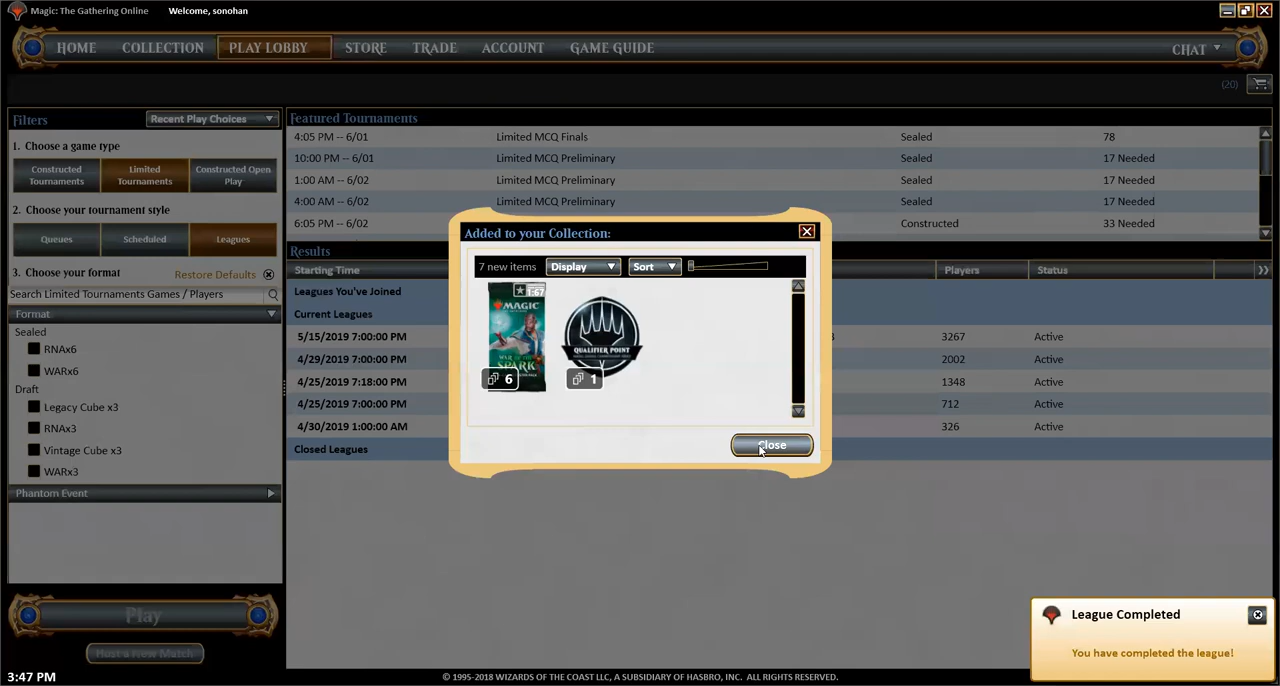 Magic: The Gathering Online Welcome, sonohan
HOME COLLECTION PLAY LOBBY STORE TRADE ACCOUNT GAME GUIDE CHAT
(20)
Filters Recent Play Choices
1. Choose a game type
Constructed Tournaments Limited Tournaments Constructed Open Play
2. Choose your tournament style
Queues Scheduled Leagues
3. Choose your format Restore Defaults
Search Limited Tournaments Games / Players
Format
Sealed
RNAx6
WARx6
Draft
Legacy Cube x3
RNAx3
Vintage Cube x3
WARx3
Phantom Event
Play
Host a New Match
3:47 PM
Featured Tournaments
4:05 PM -- 6/01 Limited MCQ Finals Sealed 78
10:00 PM -- 6/01 Limited MCQ Preliminary Sealed 17 Needed
1:00 AM -- 6/02 Limited MCQ Preliminary Sealed 17 Needed
4:00 AM -- 6/02 Limited MCQ Preliminary Sealed 17 Needed
6:05 PM -- 6/02 Constructed 33 Needed
Results
Starting Time Players Status
Leagues You've Joined
Current Leagues
5/15/2019 7:00:00 PM 3267 Active
4/29/2019 7:00:00 PM 2002 Active
4/25/2019 7:18:00 PM 1348 Active
4/25/2019 7:00:00 PM 712 Active
4/30/2019 1:00:00 AM 326 Active
Closed Leagues
Added to your Collection:
7 new items Display Sort
1:67
MAGIC
WAR OF THE
SPARK
6
QUALIFIER POINT
1
Close
League Completed
You have completed the league!
© 1995-2018 WIZARDS OF THE COAST LLC, A SUBSIDIARY OF HASBRO, INC. ALL RIGHTS RESERVED.